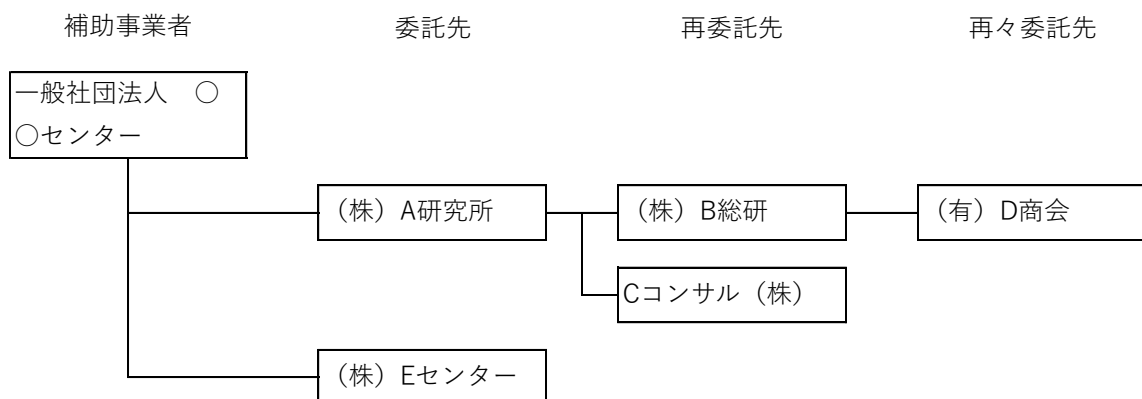 補助事業者
委託先
再委託先
再々委託先
一般社団法人　○
○センター
（株）A研究所
（株）B総研
（有）D商会
Cコンサル（株）
（株）Eセンター